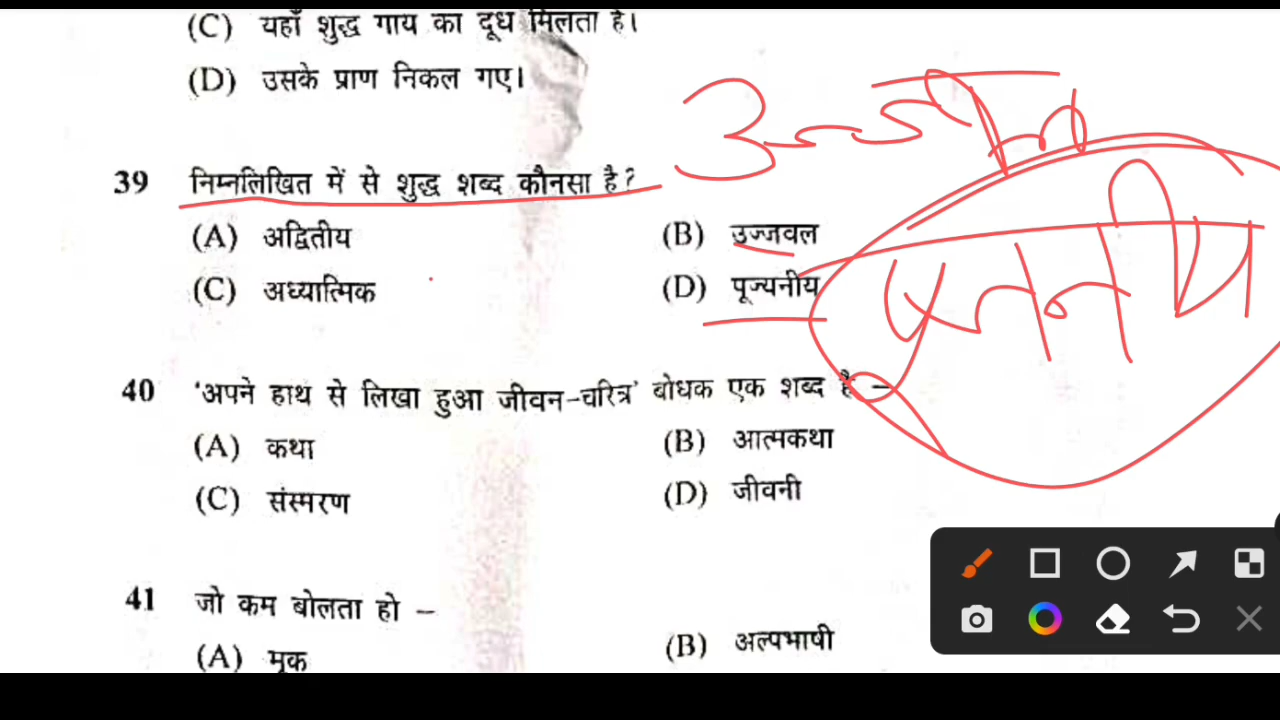 (C) यहाँ शुद्ध गाय का दूध मिलता है।
(D) उसके प्राण निकल गए।
39 निम्नलिखित में से शुद्ध शब्द कौनसा है?
(A) अद्वितीय (B) उज्जवल
(C) अध्यात्मिक (D) पूज्यनीय
40 'अपने हाथ से लिखा हुआ जीवन-चरित्र' बोधक एक शब्द है –
(A) कथा (B) आत्मकथा
(C) संस्मरण (D) जीवनी
41 जो कम बोलता हो –
(A) मूक (B) अल्पभाषी